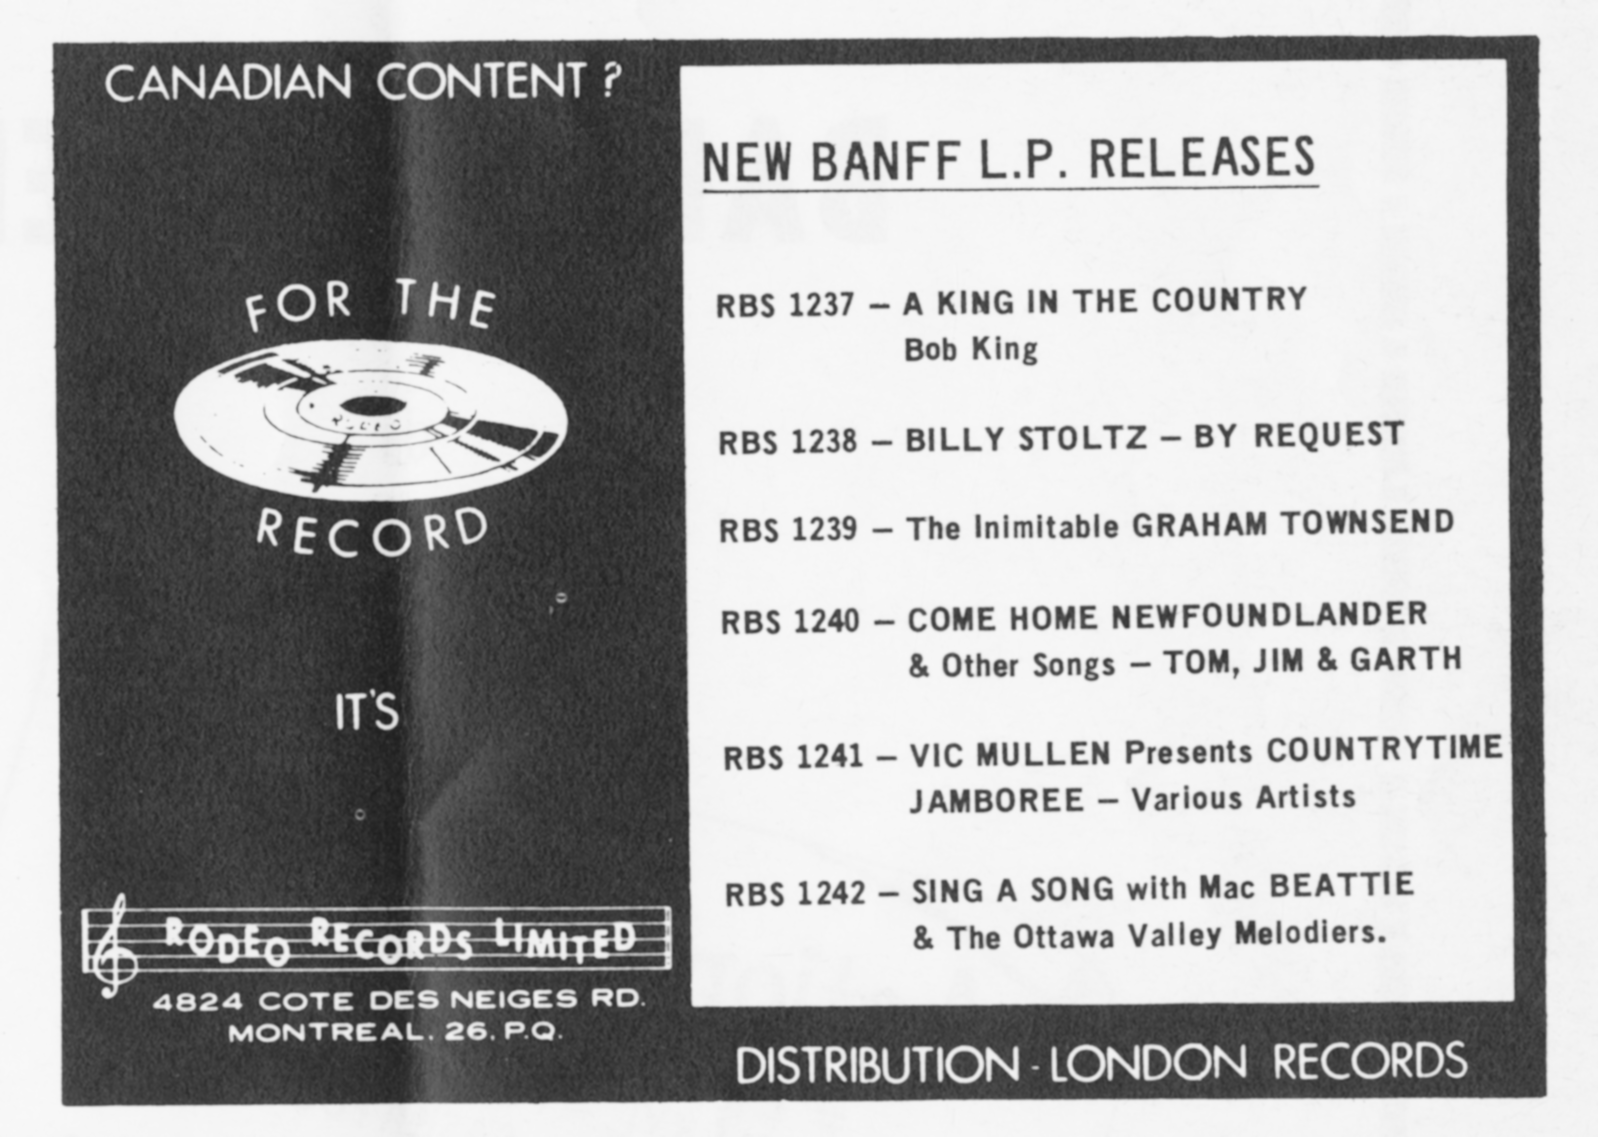 CANADIAN CONTENT ?
FOR THE
RODEO
RECORD
IT'S
RODEO RECORDS LIMITED
4824 COTE DES NEIGES RD.
MONTREAL. 26. P.Q.
NEW BANFF L.P. RELEASES
RBS 1237 – A KING IN THE COUNTRY
Bob King
RBS 1238 – BILLY STOLTZ – BY REQUEST
RBS 1239 – The Inimitable GRAHAM TOWNSEND
RBS 1240 – COME HOME NEWFOUNDLANDER
& Other Songs – TOM, JIM & GARTH
RBS 1241 – VIC MULLEN Presents COUNTRYTIME
JAMBOREE – Various Artists
RBS 1242 – SING A SONG with Mac BEATTIE
& The Ottawa Valley Melodiers.
DISTRIBUTION - LONDON RECORDS